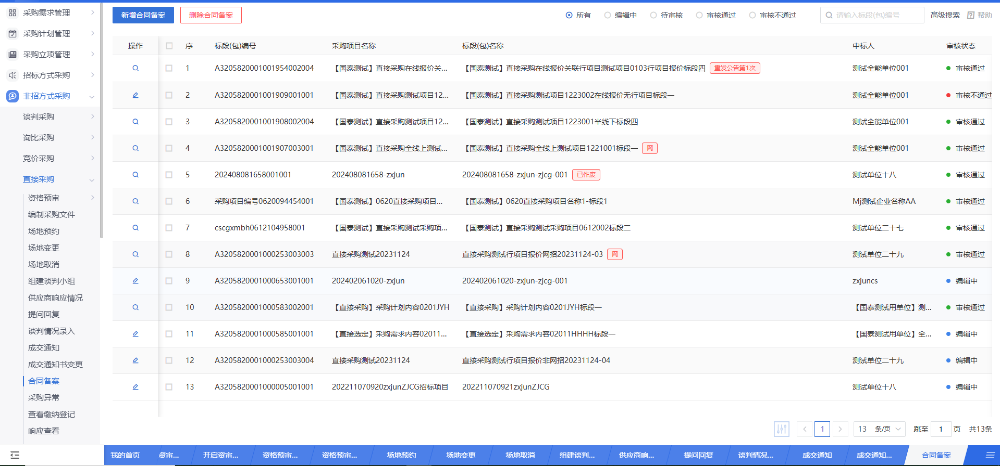 采购需求管理
采购计划管理
采购立项管理
招标方式采购
非招方式采购
谈判采购
询比采购
竞价采购
直接采购
资格预审
编制采购文件
场地预约
场地变更
场地取消
组建谈判小组
供应商响应情况
提问回复
谈判情况录入
成交通知
成交通知书变更
合同备案
采购异常
查看缴纳登记
响应查看
新增合同备案 删除合同备案 所有 编辑中 待审核 审核通过 审核不通过 请输入标段(包)编号 高级搜索 帮助
操作 序 标段(包)编号 采购项目名称 标段(包)名称 中标人 审核状态
1 A3205820001001954002004 【国泰测试】直接采购在线报价关... 【国泰测试】直接采购在线报价关联行项目测试项目0103行项目报价标段四 重发公告第1次 测试全能单位001 审核通过
2 A3205820001001909001001 【国泰测试】直接采购测试项目12... 【国泰测试】直接采购测试项目1223002在线报价无行项目标段一 测试全能单位001 审核不通过
3 A3205820001001908002004 【国泰测试】直接采购测试项目12... 【国泰测试】直接采购测试项目1223001半线下标段四 测试全能单位001 审核通过
4 A3205820001001907003001 【国泰测试】直接采购全线上测试... 【国泰测试】直接采购全线上测试项目1221001标段一 网 测试全能单位001 审核通过
5 202408081658001001 202408081658-zxjun 202408081658-zxjun-zjcg-001 已作废 测试单位十八 审核通过
6 采购项目编号0620094454001 【国泰测试】0620直接采购项目... 【国泰测试】0620直接采购项目名称1-标段1 Mj测试企业名称AA 审核通过
7 cscgxmbh0612104958001 【国泰测试】直接采购测试采购项... 【国泰测试】直接采购测试采购项目0612002标段二 测试单位二十七 审核通过
8 A3205820001000253003003 直接采购测试20231124 直接采购测试行项目报价网招20231124-03 网 测试单位二十九 审核通过
9 A3205820001000653001001 202402061020-zxjun 202402061020-zxjun-zjcg-001 zxjuncs 编辑中
10 A3205820001000583002001 【直接采购】采购计划内容0201JYH 【直接采购】采购计划内容0201JYH标段一 【国泰测试用单位】测... 审核通过
11 A3205820001000585001001 【直接选定】采购需求内容02011... 【直接选定】采购需求内容02011HHHH标段一 【国泰测试用单位】全... 编辑中
12 A3205820001000253003004 直接采购测试20231124 直接采购测试行项目报价非网招20231124-04 测试单位二十九 编辑中
13 A3205820001000005001001 202211070920zxjunZJCG招标项目 202211070921zxjunZJCG 测试单位十八 编辑中
1 13 条/页 跳至 1 页 共13条
我的首页 资审... 开启资审... 资格预审... 资格预审... 场地预约 场地变更 场地取消 组建谈判... 供应商响... 提问回复 谈判情况... 成交通知 成交通知... 合同备案